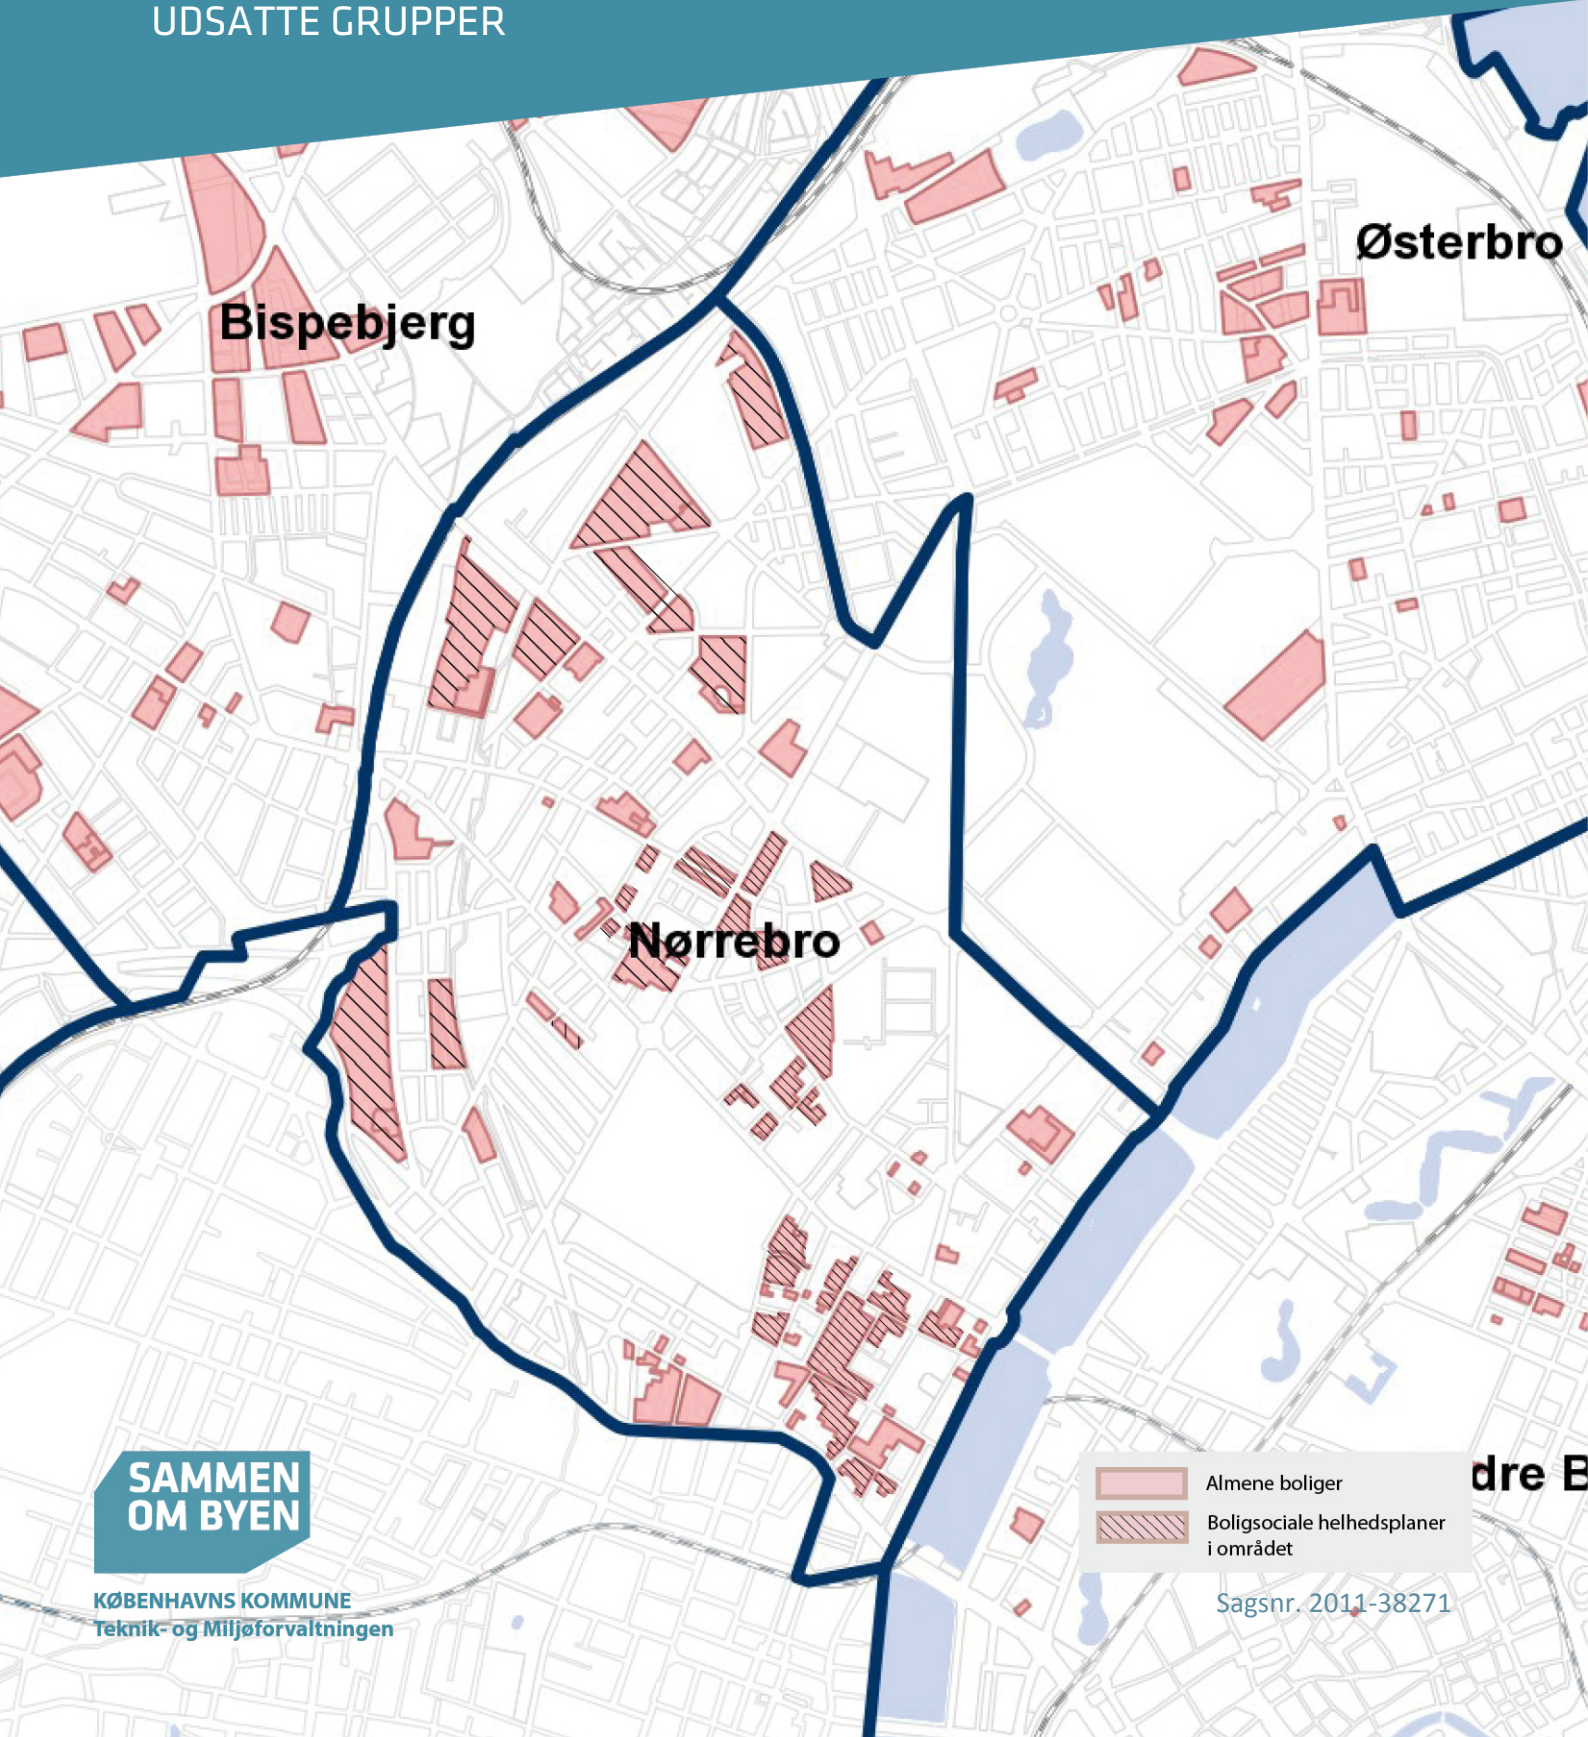 UDSATTE GRUPPER
Østerbro
Bispebjerg
Nørrebro
dre B
SAMMEN
OM BYEN
KØBENHAVNS KOMMUNE
Teknik- og Miljøforvaltningen
Almene boliger
Boligsociale helhedsplaner
i området
Sagsnr. 2011-38271